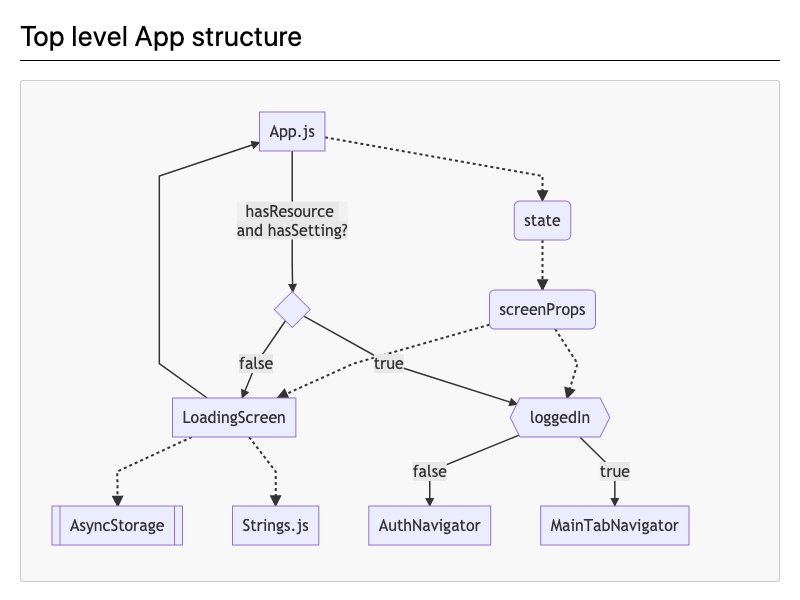 Top level App structure
App.js
hasResource
and hasSetting?
state
screenProps
false
true
LoadingScreen
loggedIn
false
true
AsyncStorage
Strings.js
AuthNavigator
MainTabNavigator